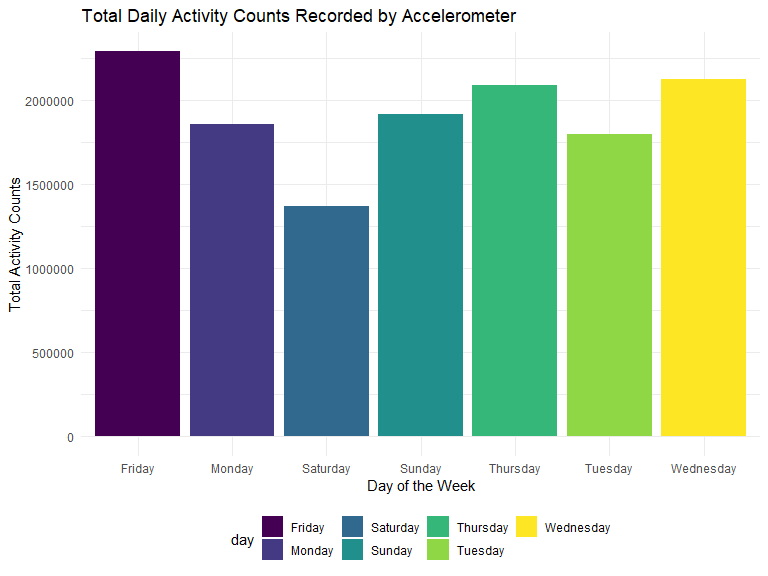 Total Daily Activity Counts Recorded by Accelerometer
Total Activity Counts
2000000
1500000
1000000
500000
0
Friday Monday Saturday Sunday Thursday Tuesday Wednesday
Day of the Week
day
Friday Saturday Thursday Wednesday
Monday Sunday Tuesday